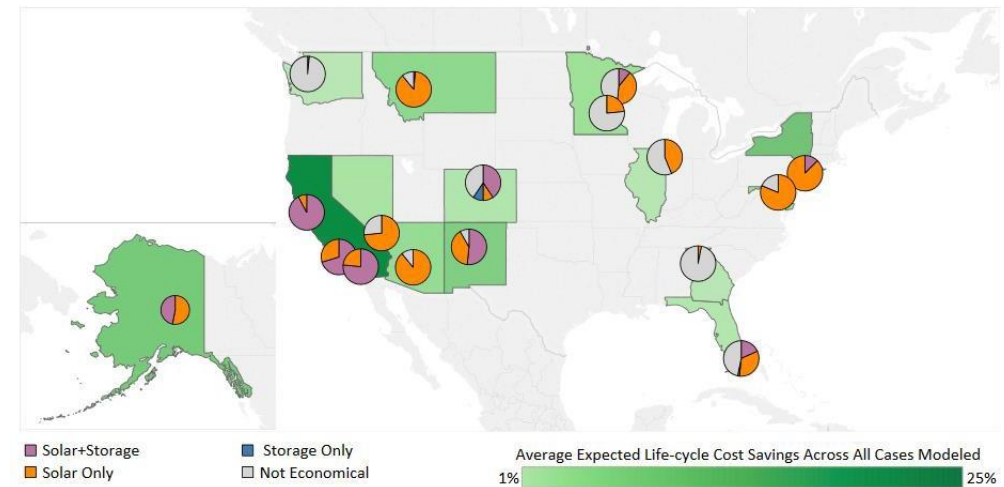 Solar+Storage
Storage Only
Solar Only
Not Economical
Average Expected Life-cycle Cost Savings Across All Cases Modeled
1%
25%